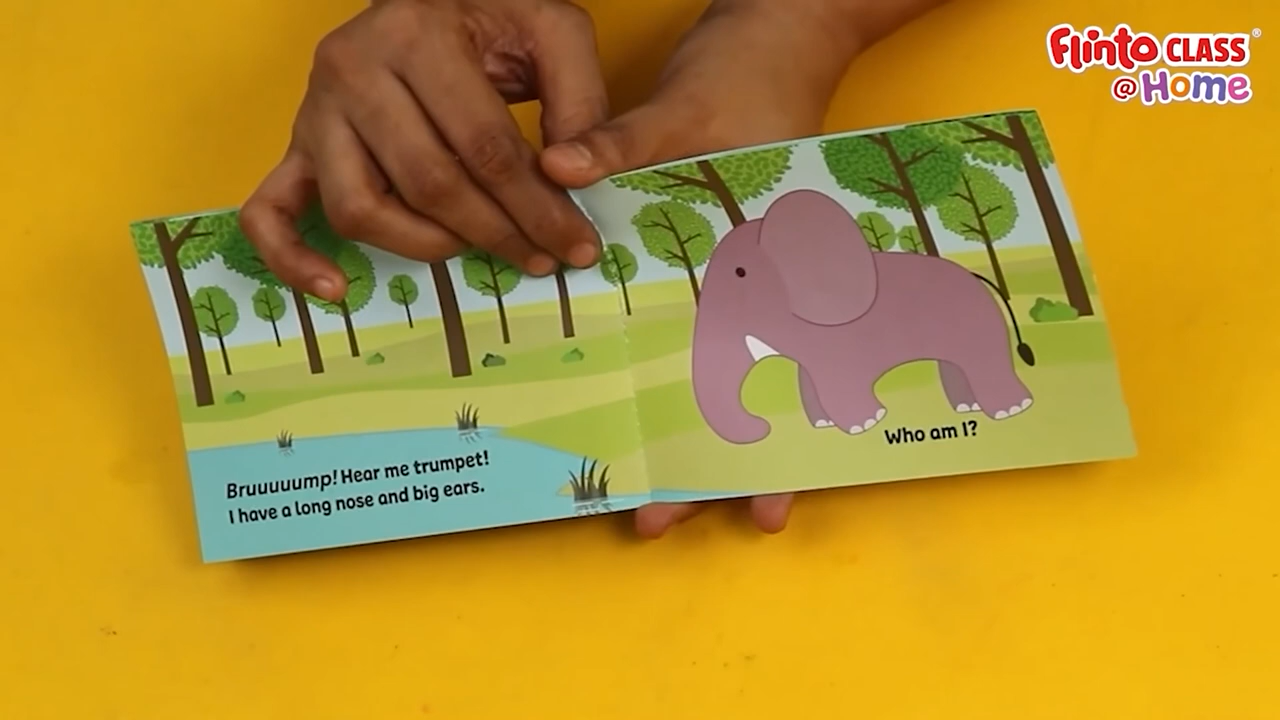 Flinto CLASS®
@ Home
Bruuuuump! Hear me trumpet!
I have a long nose and big ears.
Who am I?